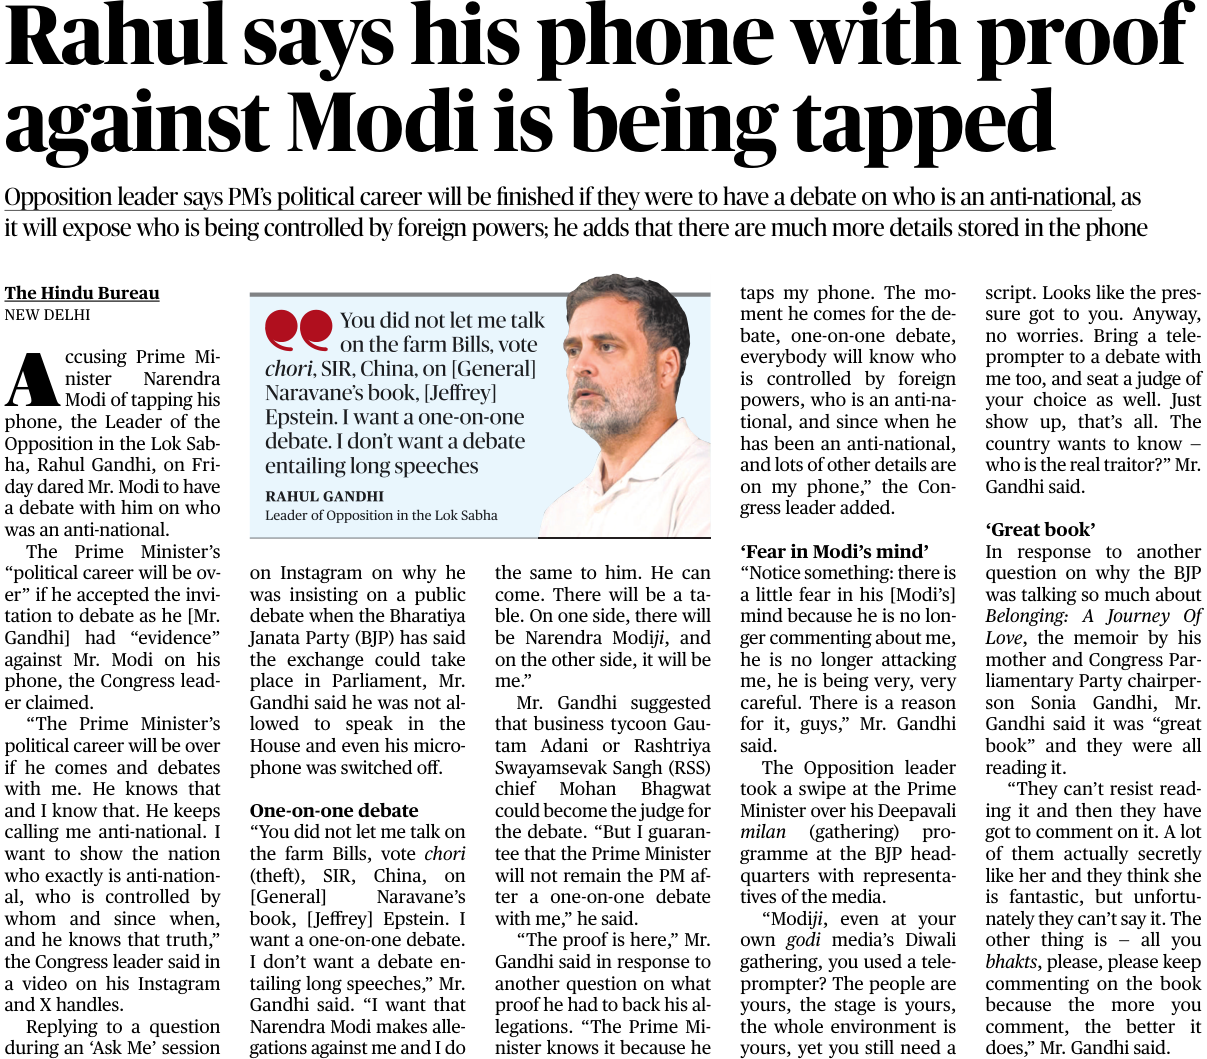 Rahul says his phone with proof
against Modi is being tapped
Opposition leader says PM’s political career will be finished if they were to have a debate on who is an anti-national, as
it will expose who is being controlled by foreign powers; he adds that there are much more details stored in the phone
The Hindu Bureau
NEW DELHI
Accusing Prime Mi-
nister Narendra
Modi of tapping his
phone, the Leader of the
Opposition in the Lok Sab-
ha, Rahul Gandhi, on Fri-
day dared Mr. Modi to have
a debate with him on who
was an anti-national.
The Prime Minister’s
“political career will be ov-
er” if he accepted the invi-
tation to debate as he [Mr.
Gandhi] had “evidence”
against Mr. Modi on his
phone, the Congress lead-
er claimed.
“The Prime Minister’s
political career will be over
if he comes and debates
with me. He knows that
and I know that. He keeps
calling me anti-national. I
want to show the nation
who exactly is anti-nation-
al, who is controlled by
whom and since when,
and he knows that truth,”
the Congress leader said in
a video on his Instagram
and X handles.
Replying to a question
during an ‘Ask Me’ session
You did not let me talk
on the farm Bills, vote
chori, SIR, China, on [General]
Naravane’s book, [Jeffrey]
Epstein. I want a one-on-one
debate. I don’t want a debate
entailing long speeches
RAHUL GANDHI
Leader of Opposition in the Lok Sabha
on Instagram on why he
was insisting on a public
debate when the Bharatiya
Janata Party (BJP) has said
the exchange could take
place in Parliament, Mr.
Gandhi said he was not al-
lowed to speak in the
House and even his micro-
phone was switched off.
One-on-one debate
“You did not let me talk on
the farm Bills, vote chori
(theft), SIR, China, on
[General] Naravane’s
book, [Jeffrey] Epstein. I
want a one-on-one debate.
I don’t want a debate en-
tailing long speeches,” Mr.
Gandhi said. “I want that
Narendra Modi makes alle-
gations against me and I do
the same to him. He can
come. There will be a ta-
ble. On one side, there will
be Narendra Modiji, and
on the other side, it will be
me.”
Mr. Gandhi suggested
that business tycoon Gau-
tam Adani or Rashtriya
Swayamsevak Sangh (RSS)
chief Mohan Bhagwat
could become the judge for
the debate. “But I guaran-
tee that the Prime Minister
will not remain the PM af-
ter a one-on-one debate
with me,” he said.
“The proof is here,” Mr.
Gandhi said in response to
another question on what
proof he had to back his al-
legations. “The Prime Mi-
nister knows it because he
taps my phone. The mo-
ment he comes for the de-
bate, one-on-one debate,
everybody will know who
is controlled by foreign
powers, who is an anti-na-
tional, and since when he
has been an anti-national,
and lots of other details are
on my phone,” the Con-
gress leader added.
‘Fear in Modi’s mind’
“Notice something: there is
a little fear in his [Modi’s]
mind because he is no lon-
ger commenting about me,
he is no longer attacking
me, he is being very, very
careful. There is a reason
for it, guys,” Mr. Gandhi
said.
The Opposition leader
took a swipe at the Prime
Minister over his Deepavali
milan (gathering) pro-
gramme at the BJP head-
quarters with representa-
tives of the media.
“Modiji, even at your
own godi media’s Diwali
gathering, you used a tele-
prompter? The people are
yours, the stage is yours,
the whole environment is
yours, yet you still need a
script. Looks like the pres-
sure got to you. Anyway,
no worries. Bring a tele-
prompter to a debate with
me too, and seat a judge of
your choice as well. Just
show up, that’s all. The
country wants to know –
who is the real traitor?” Mr.
Gandhi said.
‘Great book’
In response to another
question on why the BJP
was talking so much about
Belonging: A Journey Of
Love, the memoir by his
mother and Congress Par-
liamentary Party chairper-
son Sonia Gandhi, Mr.
Gandhi said it was “great
book” and they were all
reading it.
“They can’t resist read-
ing it and then they have
got to comment on it. A lot
of them actually secretly
like her and they think she
is fantastic, but unfortu-
nately they can’t say it. The
other thing is – all you
bhakts, please, please keep
commenting on the book
because the more you
comment, the better it
does,” Mr. Gandhi said.